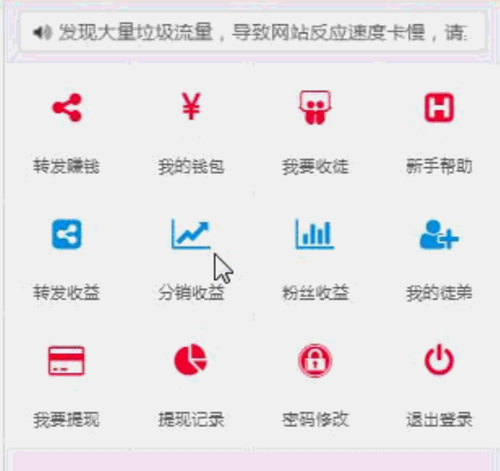 发现大量垃圾流量，导致网站反应速度卡慢，请
转发赚钱 我的钱包 我要收徒 新手帮助
转发收益 分销收益 粉丝收益 我的徒弟
我要提现 提现记录 密码修改 退出登录